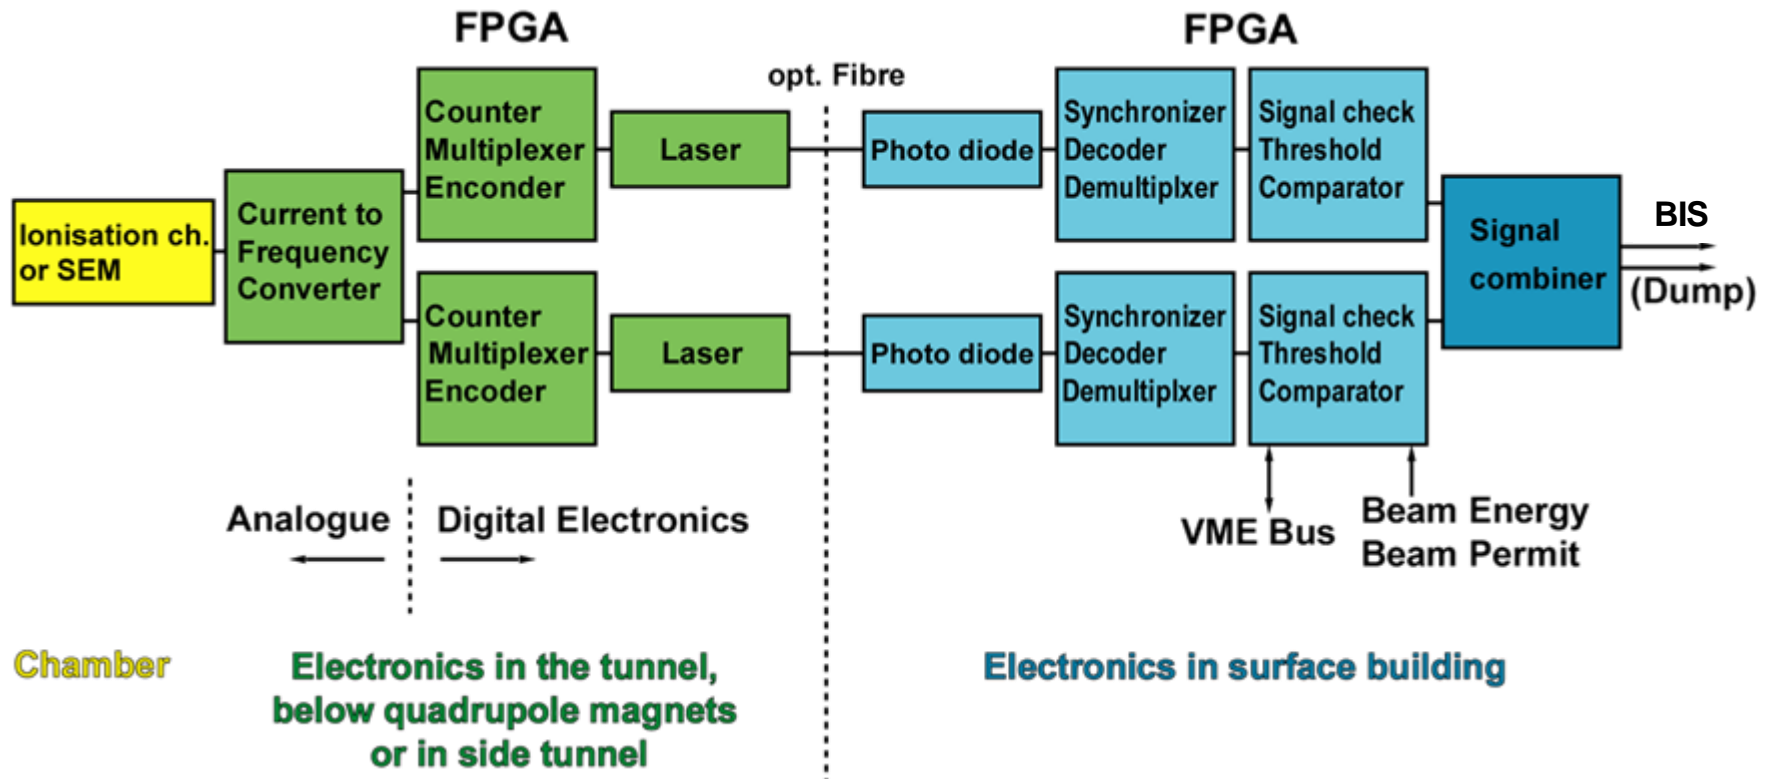 FPGA
FPGA
opt. Fibre
Counter
Multiplexer
Enconder
Laser
Photo diode
Synchronizer
Decoder
Demultiplxer
Signal check
Threshold
Comparator
Ionisation ch.
or SEM
Current to
Frequency
Converter
Signal
combiner
BIS
(Dump)
Counter
Multiplexer
Encoder
Laser
Photo diode
Synchronizer
Decoder
Demultiplxer
Signal check
Threshold
Comparator
Analogue
Digital Electronics
VME Bus
Beam Energy
Beam Permit
Chamber
Electronics in the tunnel,
below quadrupole magnets
or in side tunnel
Electronics in surface building